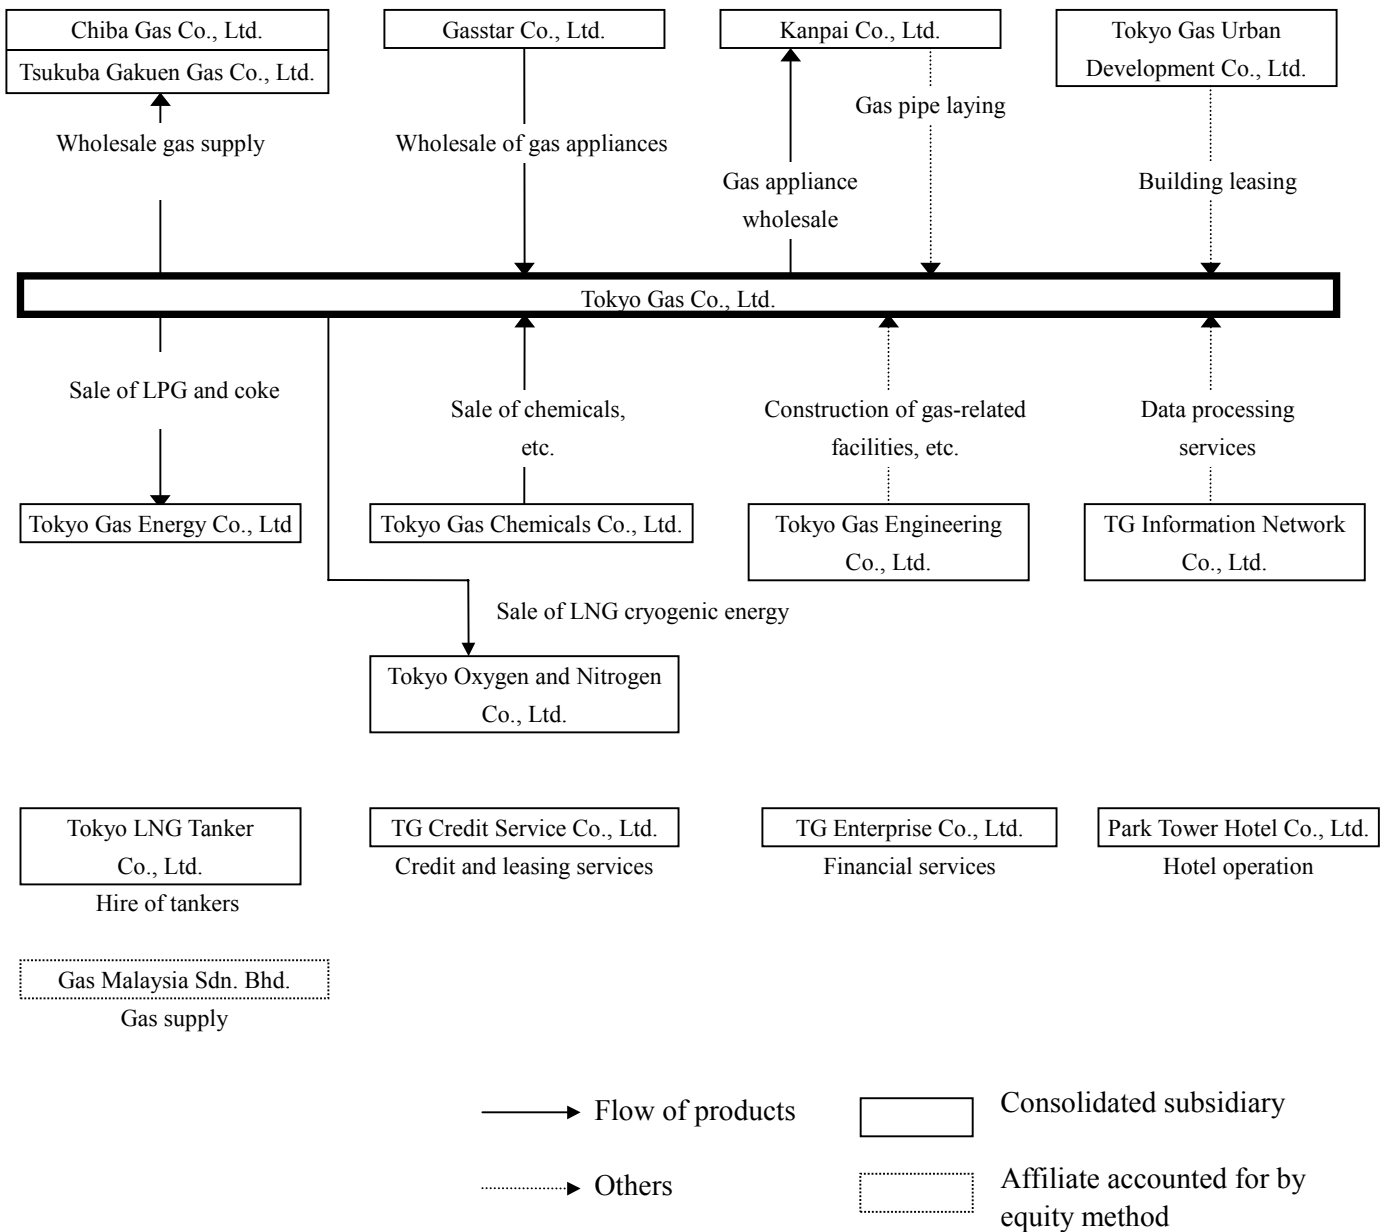 Chiba Gas Co., Ltd.
Tsukuba Gakuen Gas Co., Ltd.
Wholesale gas supply
Gasstar Co., Ltd.
Wholesale of gas appliances
Kanpai Co., Ltd.
Gas pipe laying
Gas appliance
wholesale
Tokyo Gas Urban
Development Co., Ltd.
Building leasing
Tokyo Gas Co., Ltd.
Sale of LPG and coke
Tokyo Gas Energy Co., Ltd
Sale of chemicals,
etc.
Tokyo Gas Chemicals Co., Ltd.
Construction of gas-related
facilities, etc.
Tokyo Gas Engineering
Co., Ltd.
Data processing
services
TG Information Network
Co., Ltd.
Sale of LNG cryogenic energy
Tokyo Oxygen and Nitrogen
Co., Ltd.
Tokyo LNG Tanker
Co., Ltd.
Hire of tankers
TG Credit Service Co., Ltd.
Credit and leasing services
TG Enterprise Co., Ltd.
Financial services
Park Tower Hotel Co., Ltd.
Hotel operation
Gas Malaysia Sdn. Bhd.
Gas supply
Flow of products
Consolidated subsidiary
Others
Affiliate accounted for by
equity method